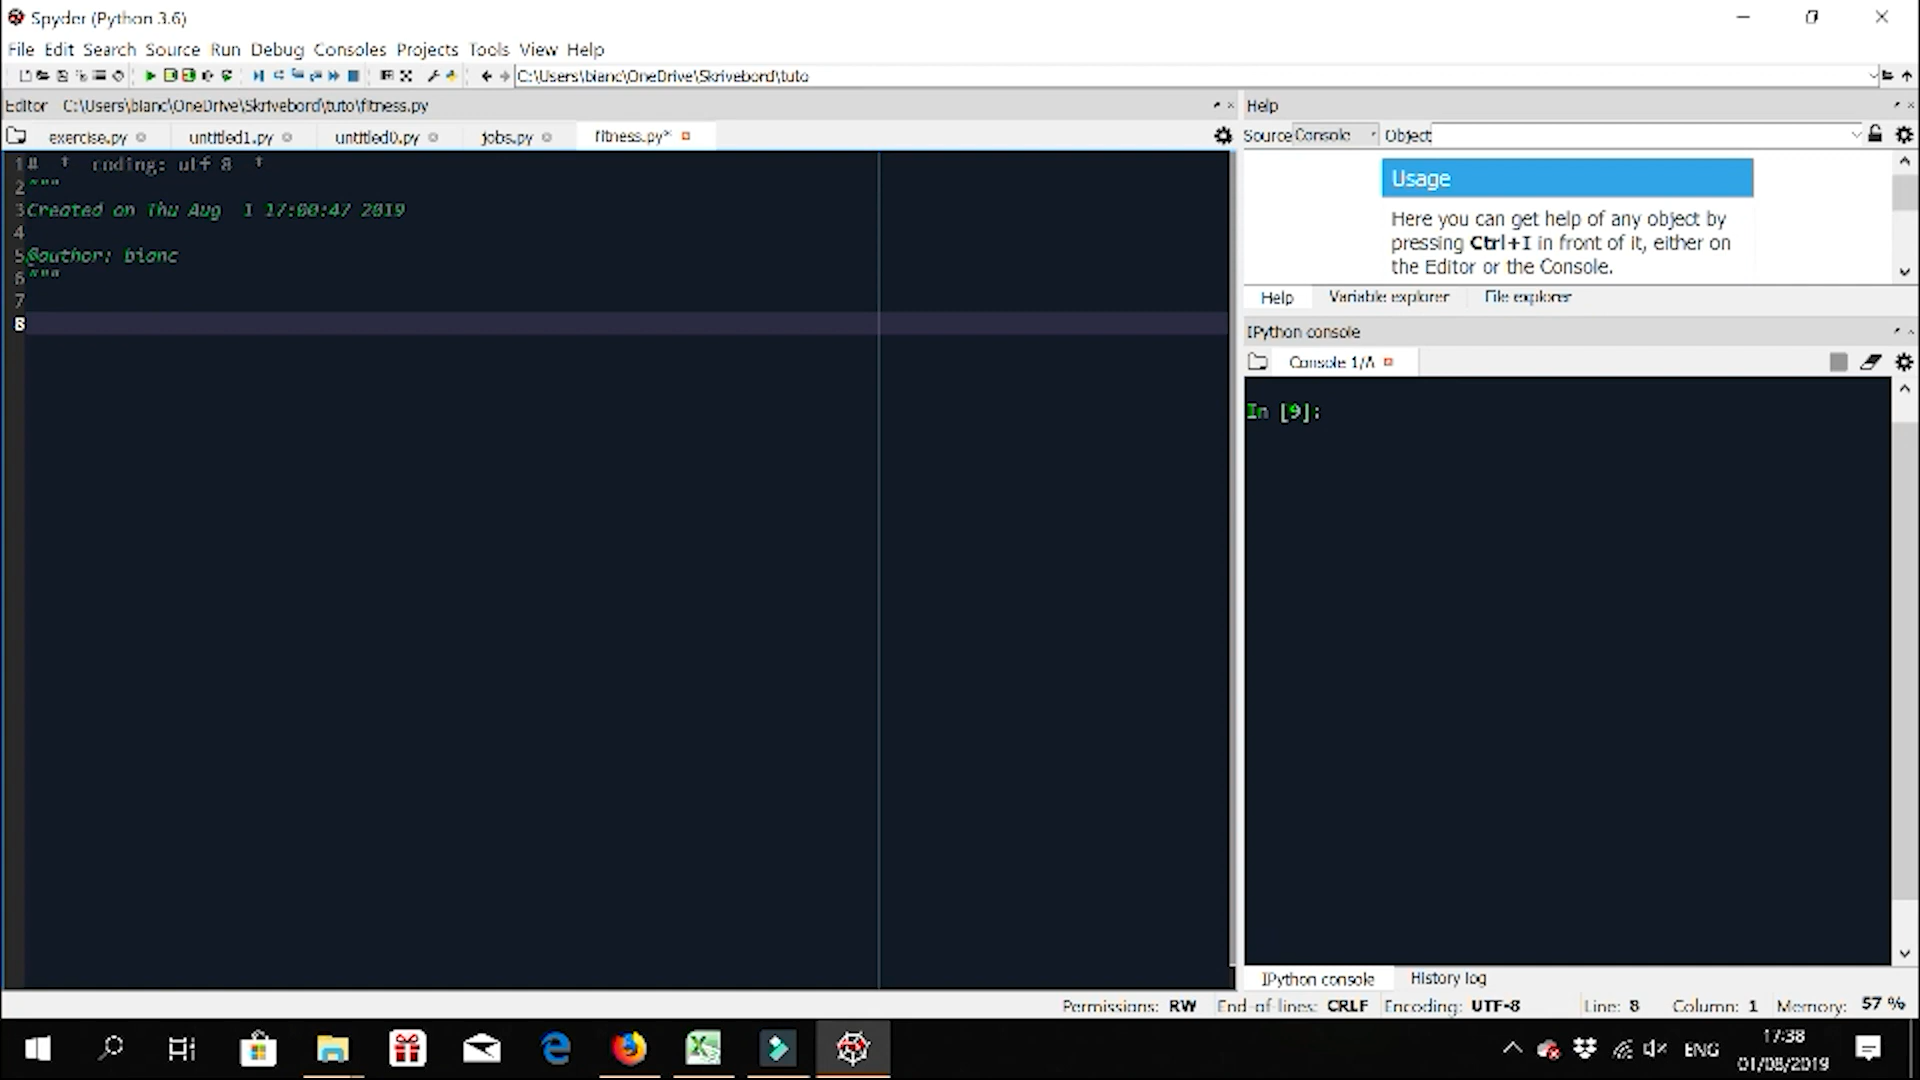 Spyder (Python 3.6)
File Edit Search Source Run Debug Consoles Projects Tools View Help
C:\Users\bianc\OneDrive\Skrivebord\tuto
Editor C:\Users\bianc\OneDrive\Skrivebord\tuto\fitness.py
exercise.py untitled1.py untitled0.py jobs.py fitness.py*
1 # -*- coding: utf-8 -*-
2 """
3 Created on Thu Aug  1 17:00:47 2019
4
5 @author: bianc
6 """
7
8
Help
Source Console Object
Usage
Here you can get help of any object by
pressing Ctrl+I in front of it, either on
the Editor or the Console.
Help Variable explorer File explorer
IPython console
Console 1/A
In [9]:
IPython console History log
Permissions: RW End-of-lines: CRLF Encoding: UTF-8 Line: 8 Column: 1 Memory: 57 %
ENG
17:38
01/08/2019